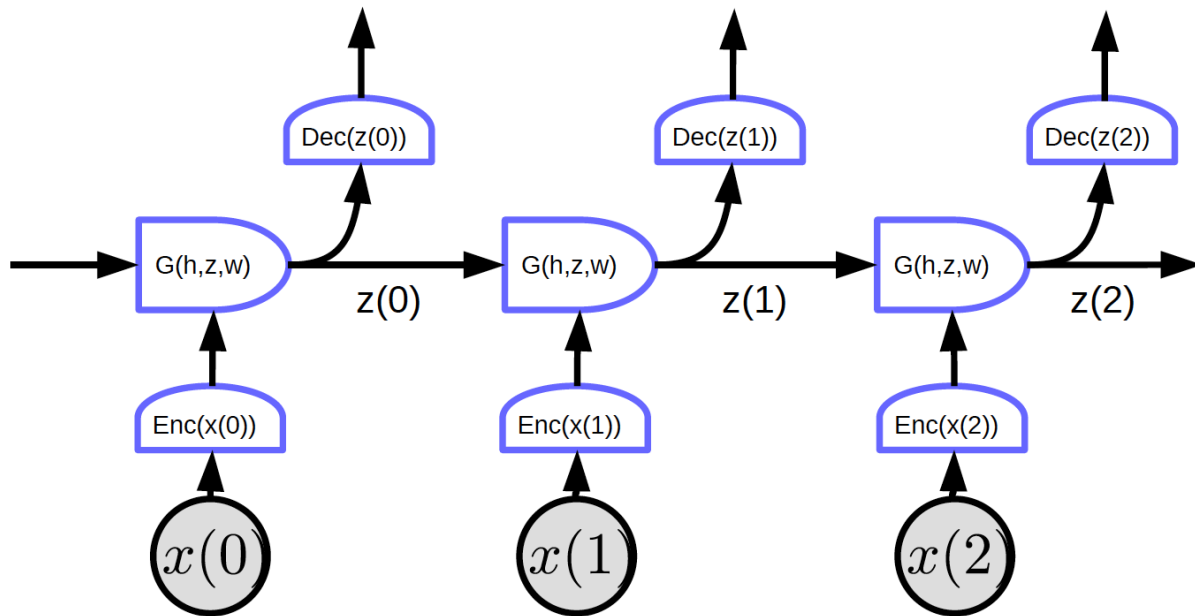 Dec(z(0))
Dec(z(1))
Dec(z(2))
G(h,z,w)
G(h,z,w)
G(h,z,w)
z(0)
z(1)
z(2)
Enc(x(0))
Enc(x(1))
Enc(x(2))
x(0)
x(1)
x(2)